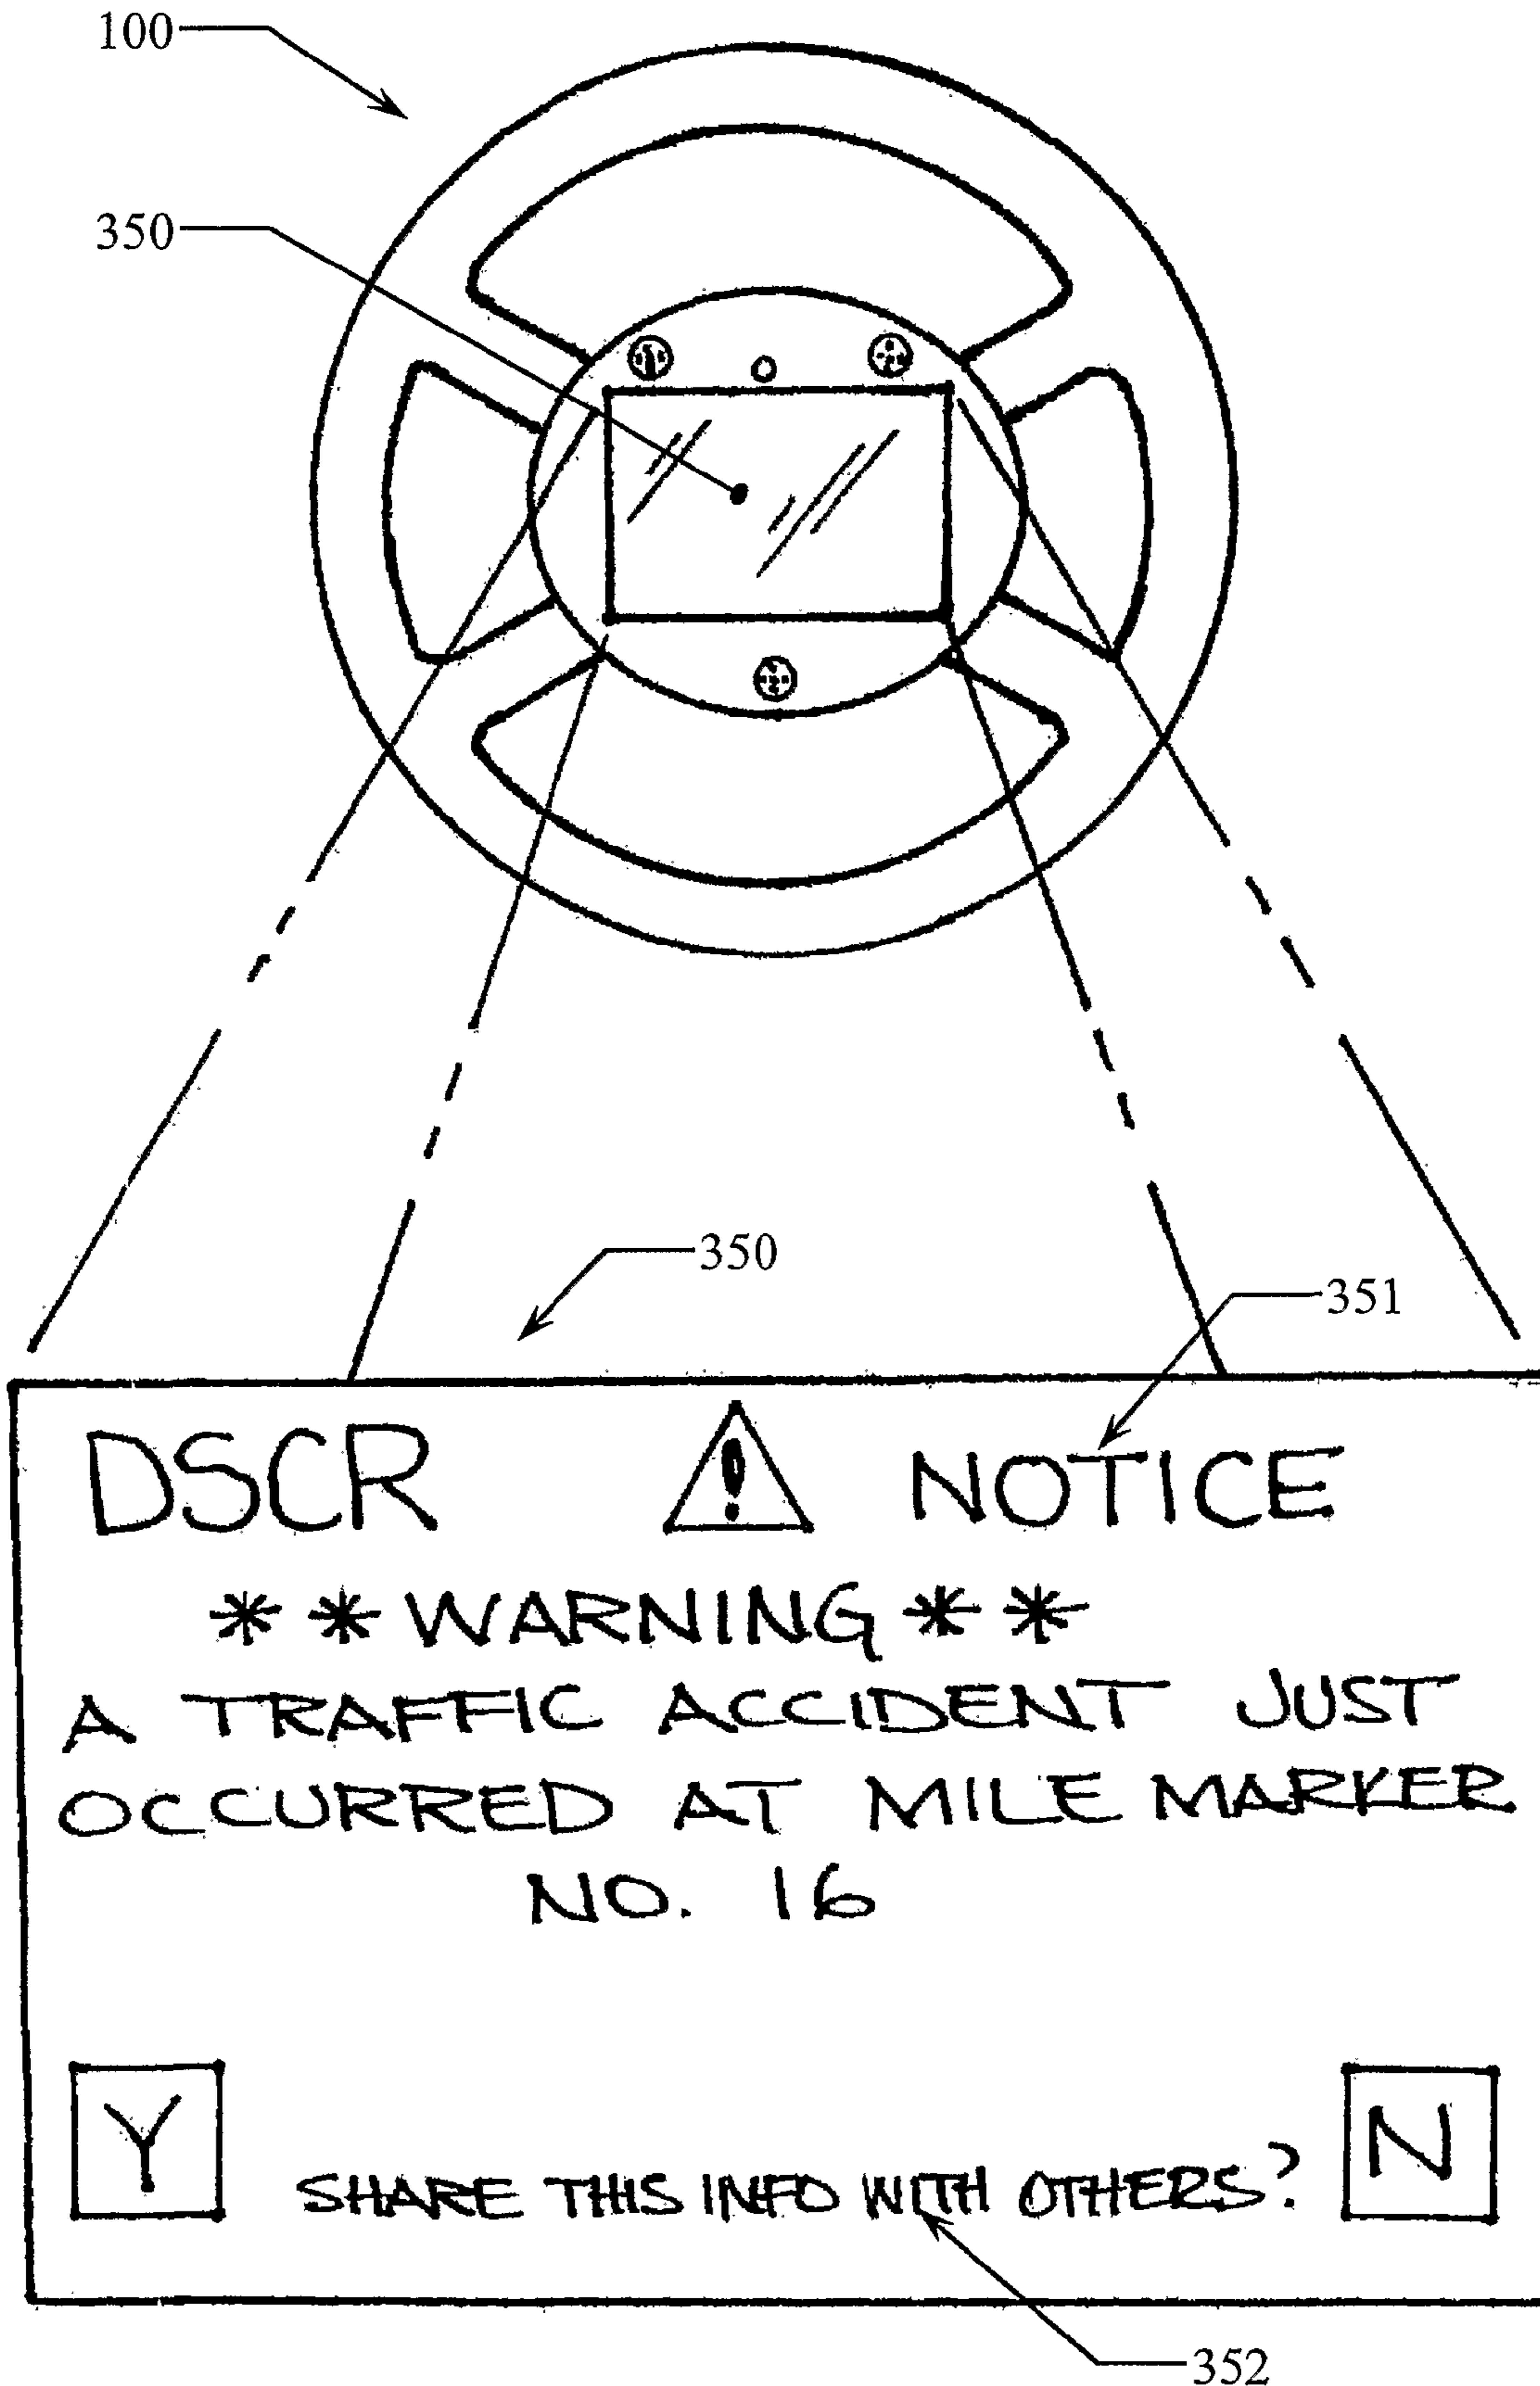 100
350
350
351
DSCR ! NOTICE
** WARNING **
A TRAFFIC ACCIDENT JUST
OCCURRED AT MILE MARKER
NO. 16
Y SHARE THIS INFO WITH OTHERS? N
352